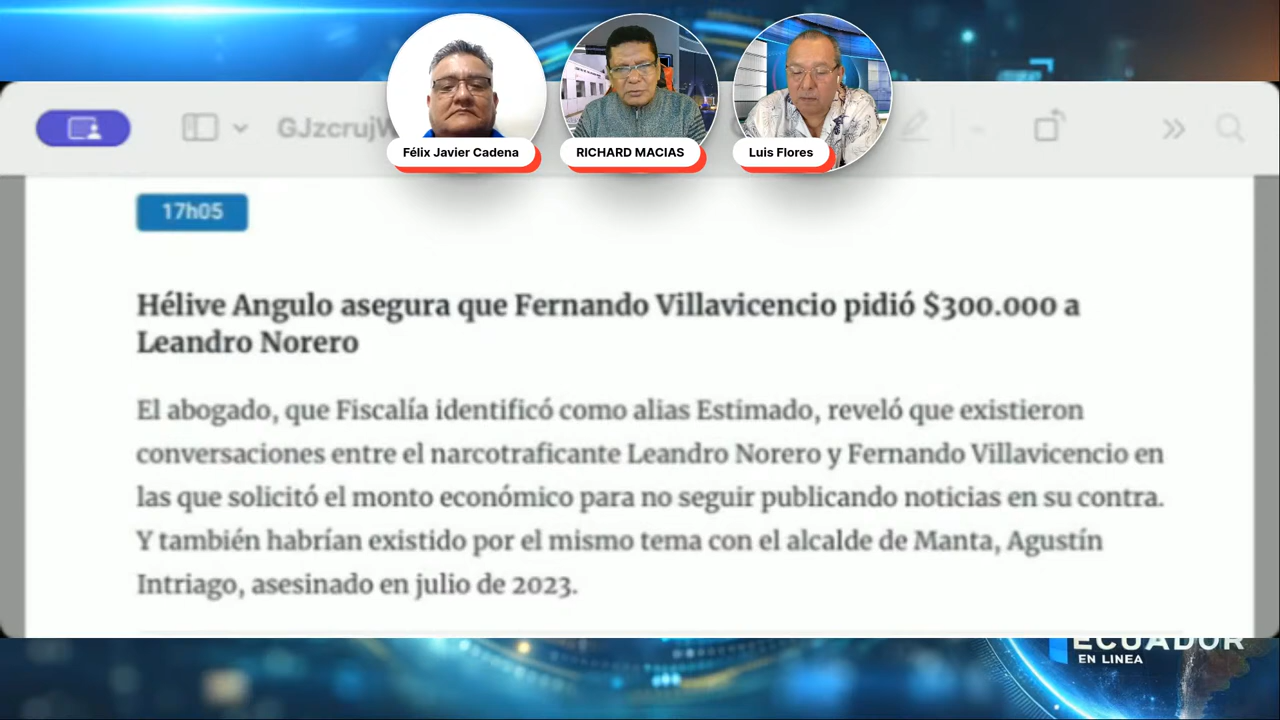 GJzcrujW
Félix Javier Cadena
RICHARD MACIAS
Luis Flores
17h05
Hélive Angulo asegura que Fernando Villavicencio pidió $300.000 a
Leandro Norero
El abogado, que Fiscalía identificó como alias Estimado, reveló que existieron
conversaciones entre el narcotraficante Leandro Norero y Fernando Villavicencio en
las que solicitó el monto económico para no seguir publicando noticias en su contra.
Y también habrían existido por el mismo tema con el alcalde de Manta, Agustín
Intriago, asesinado en julio de 2023.
ECUADOR
EN LINEA